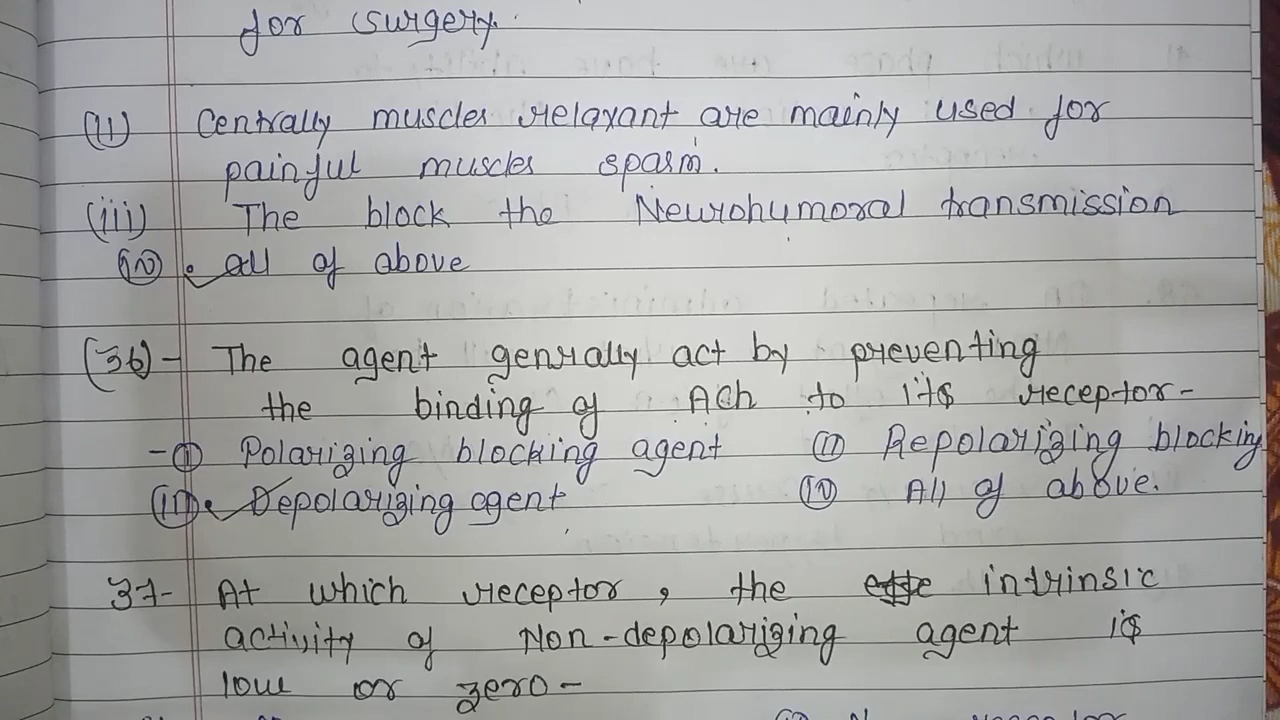 for surgery.
(ii) Centrally muscles relaxant are mainly used for
painful muscles spasm.
(iii) The block the Neurohumoral transmission
(iv) all of above
(36)- The agent genrally act by preventing
the binding of ACh to its receptor-
-(i) Polarizing blocking agent (ii) Repolarizing blocking
(iii) Depolarizing agent (iv) All of above.
37- At which receptor, the intrinsic
activity of Non-depolarizing agent is
low or zero-